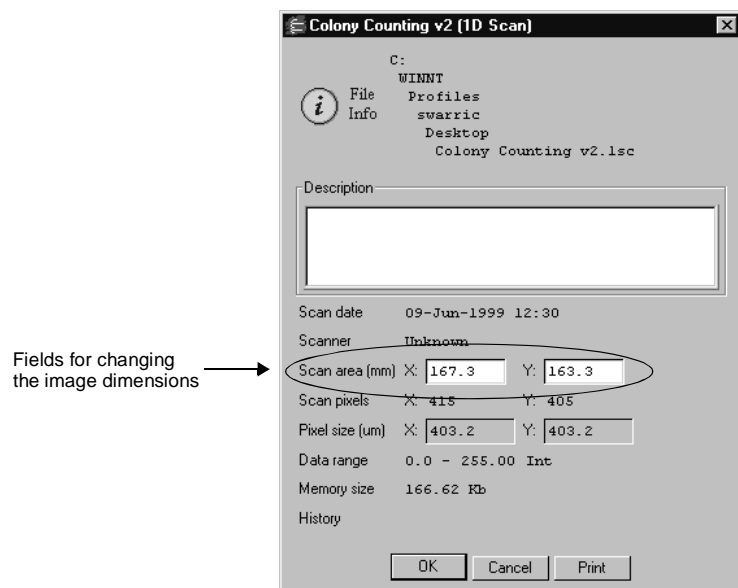 Colony Counting v2 (1D Scan)
C:
WINNT
File
Info
Profiles
swarric
Desktop
Colony Counting v2.1sc
Description
Scan date 09-Jun-1999 12:30
Scanner Unknown
Fields for changing
the image dimensions
Scan area (mm) X: 167.3 Y: 163.3
Scan pixels X: 415 Y: 405
Pixel size (um) X: 403.2 Y: 403.2
Data range 0.0 - 255.00 Int
Memory size 166.62 Kb
History
OK Cancel Print